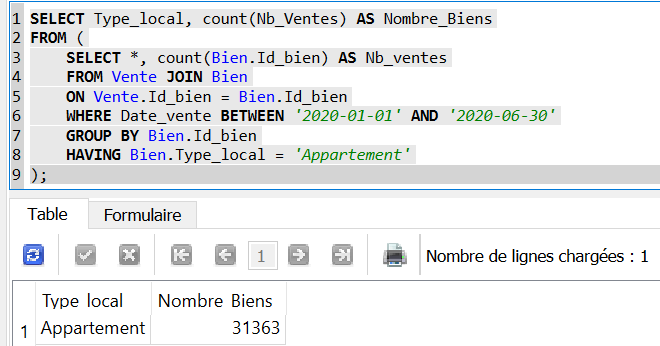 1 SELECT Type_local, count(Nb_Ventes) AS Nombre_Biens
2 FROM (
3 SELECT *, count(Bien.Id_bien) AS Nb_ventes
4 FROM Vente JOIN Bien
5 ON Vente.Id_bien = Bien.Id_bien
6 WHERE Date_vente BETWEEN '2020-01-01' AND '2020-06-30'
7 GROUP BY Bien.Id_bien
8 HAVING Bien.Type_local = 'Appartement'
9 );
Table Formulaire
1 Nombre de lignes chargées : 1
Type local Nombre Biens
1 Appartement 31363